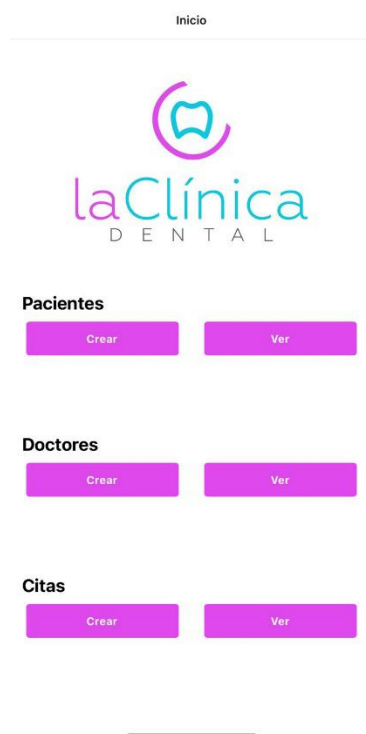 Inicio
laClínica
DENTAL
Pacientes
Crear Ver
Doctores
Crear Ver
Citas
Crear Ver